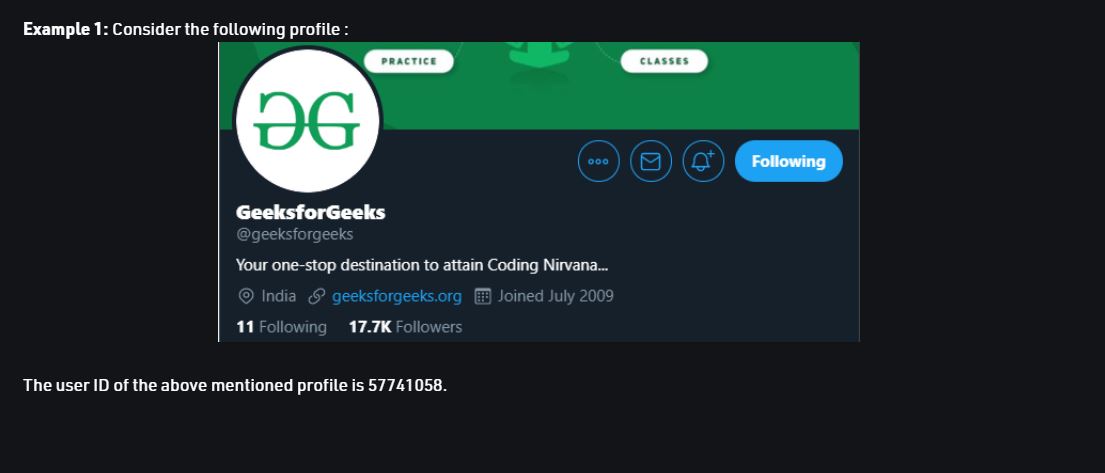 Example 1: Consider the following profile :
PRACTICE
CLASSES
GG
Following
GeeksforGeeks
@geeksforgeeks
Your one-stop destination to attain Coding Nirvana...
India geeksforgeeks.org Joined July 2009
11 Following 17.7K Followers
The user ID of the above mentioned profile is 57741058.